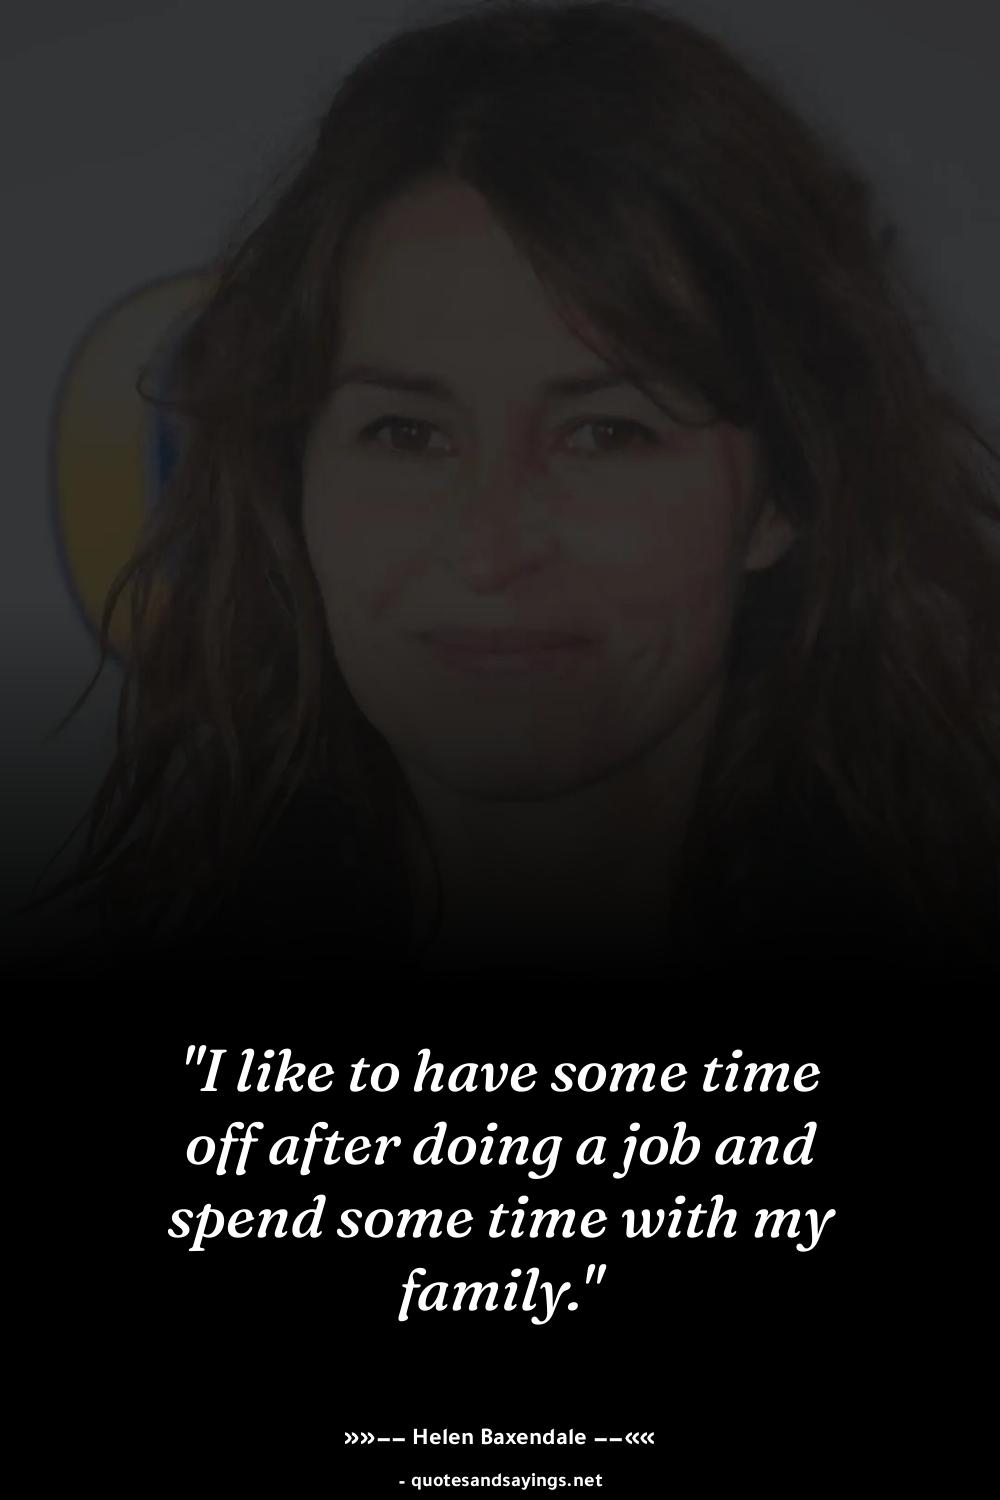 "I like to have some time
off after doing a job and
spend some time with my
family."
»»−− Helen Baxendale −−««
- quotesandsayings.net